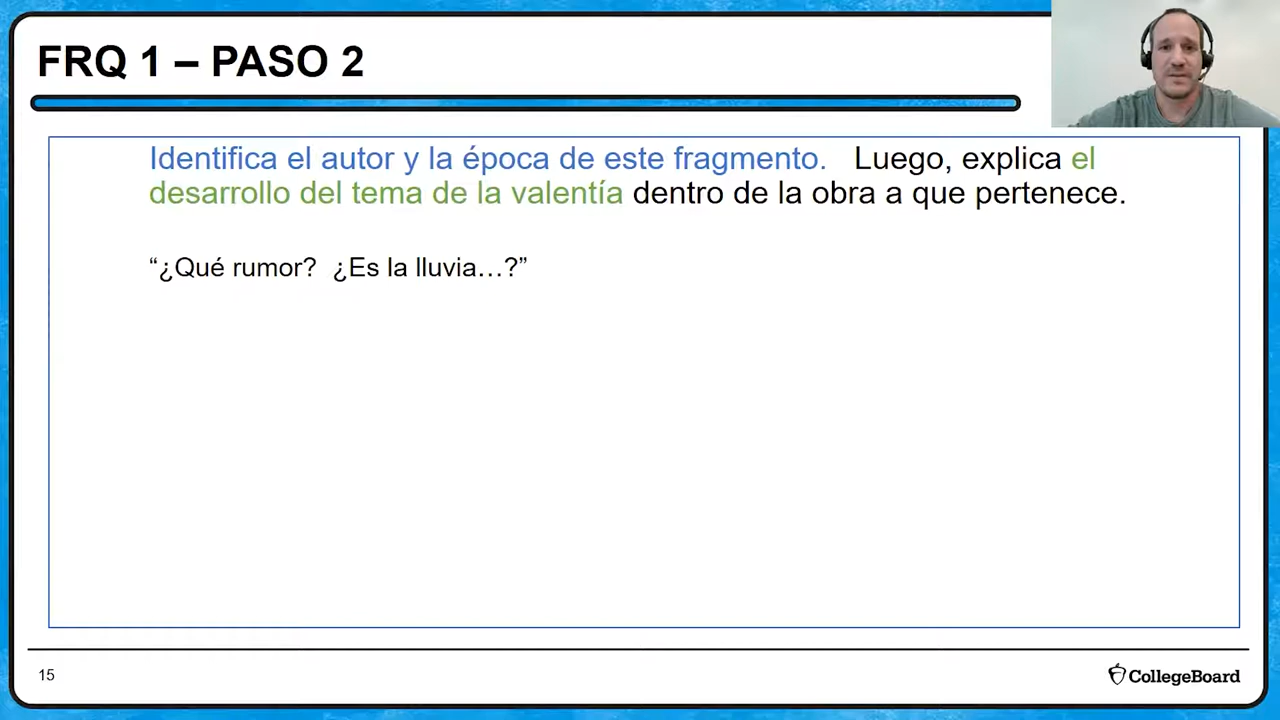 FRQ 1 – PASO 2
Identifica el autor y la época de este fragmento. Luego, explica el
desarrollo del tema de la valentía dentro de la obra a que pertenece.
“¿Qué rumor? ¿Es la lluvia…?”
15
CollegeBoard